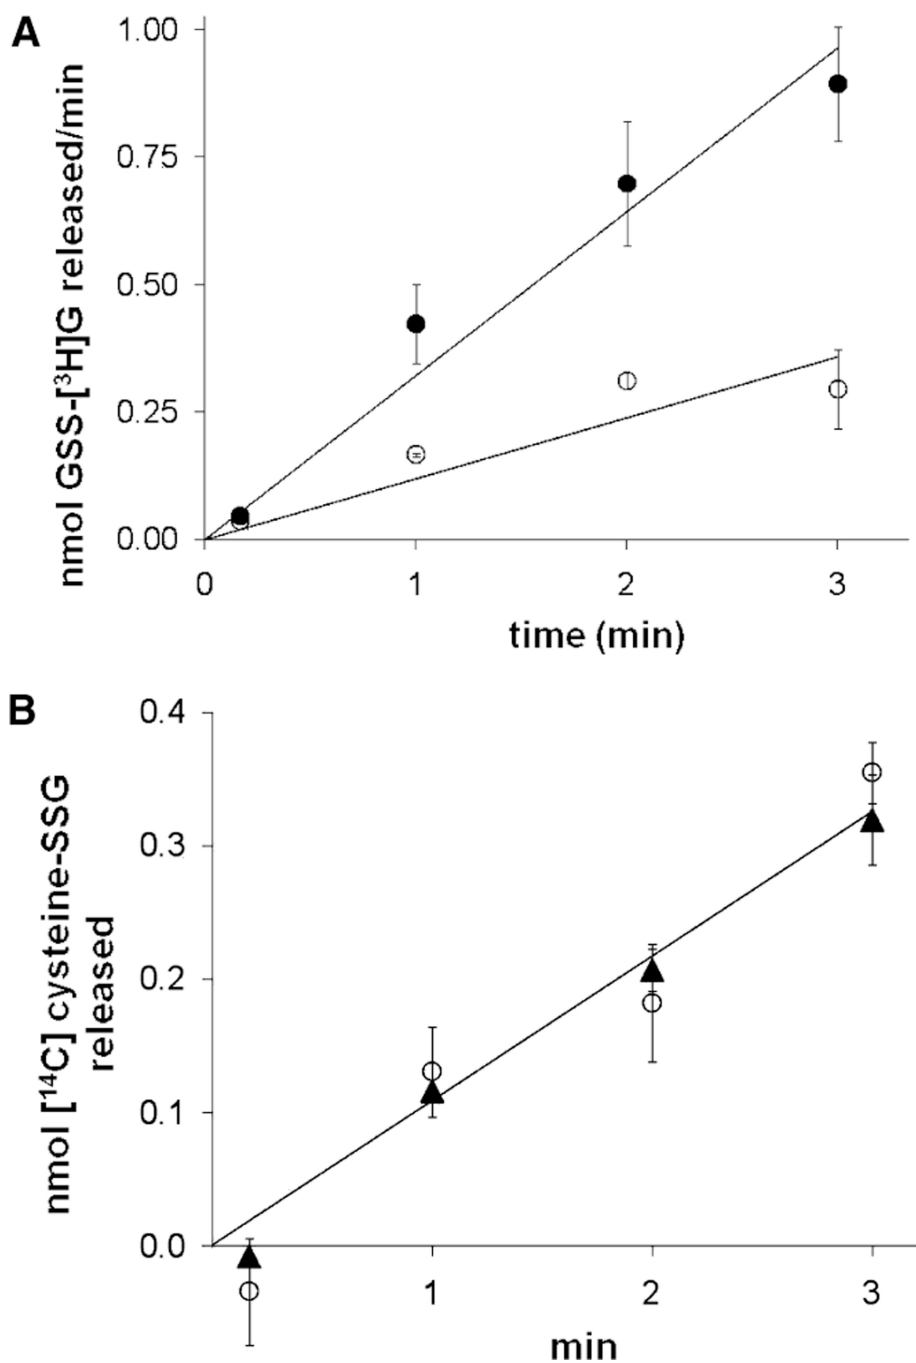 A
nmol GSS-[³H]G released/min
1.00
0.75
0.50
0.25
0.00
0 1 2 3
time (min)
B
nmol [¹⁴C] cysteine-SSG
released
0.4
0.3
0.2
0.1
0.0
1 2 3
min